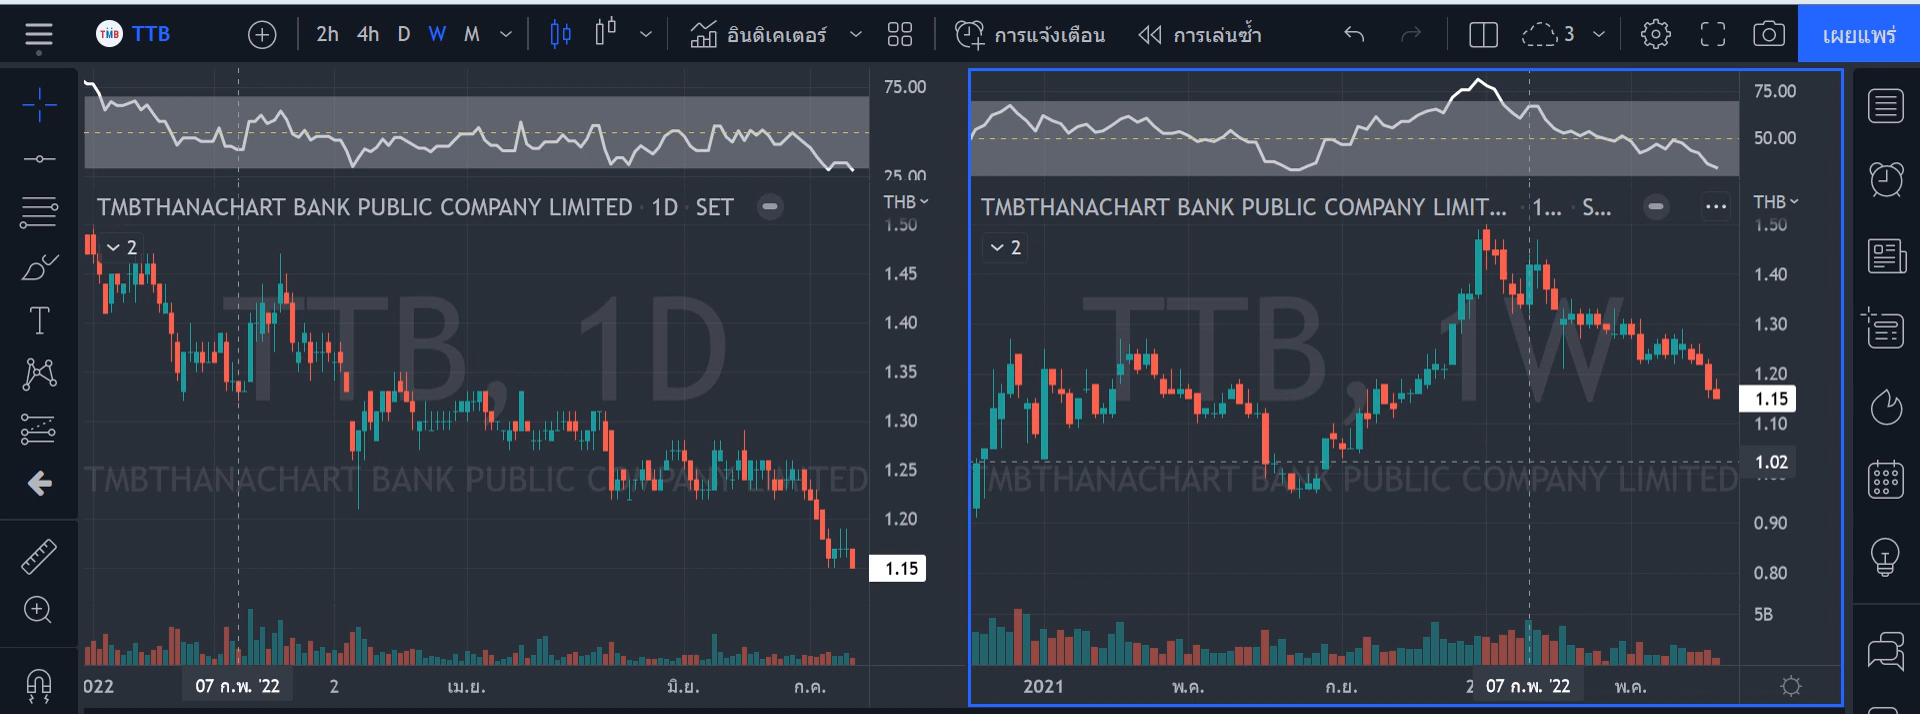 TMB TTB 2h 4h D W M อินดิเคเตอร์ การแจ้งเตือน การเล่นซ้ำ 3 เผยแพร่
75.00
25.00
TMBTHANACHART BANK PUBLIC COMPANY LIMITED · 1D · SET
THB
2
1.50
1.45
1.40
1.35
1.30
1.25
1.20
1.15
TTB, 1D
TMBTHANACHART BANK PUBLIC COMPANY LIMITED
022 07 ก.พ. '22 2 เม.ย. มิ.ย. ก.ค.
75.00
50.00
TMBTHANACHART BANK PUBLIC COMPANY LIMIT... · 1... · S...
THB
2
1.50
1.40
1.30
1.20
1.15
1.10
1.02
0.90
0.80
5B
TTB, 1W
TMBTHANACHART BANK PUBLIC COMPANY LIMITED
2021 พ.ค. ก.ย. 2 07 ก.พ. '22 พ.ค.